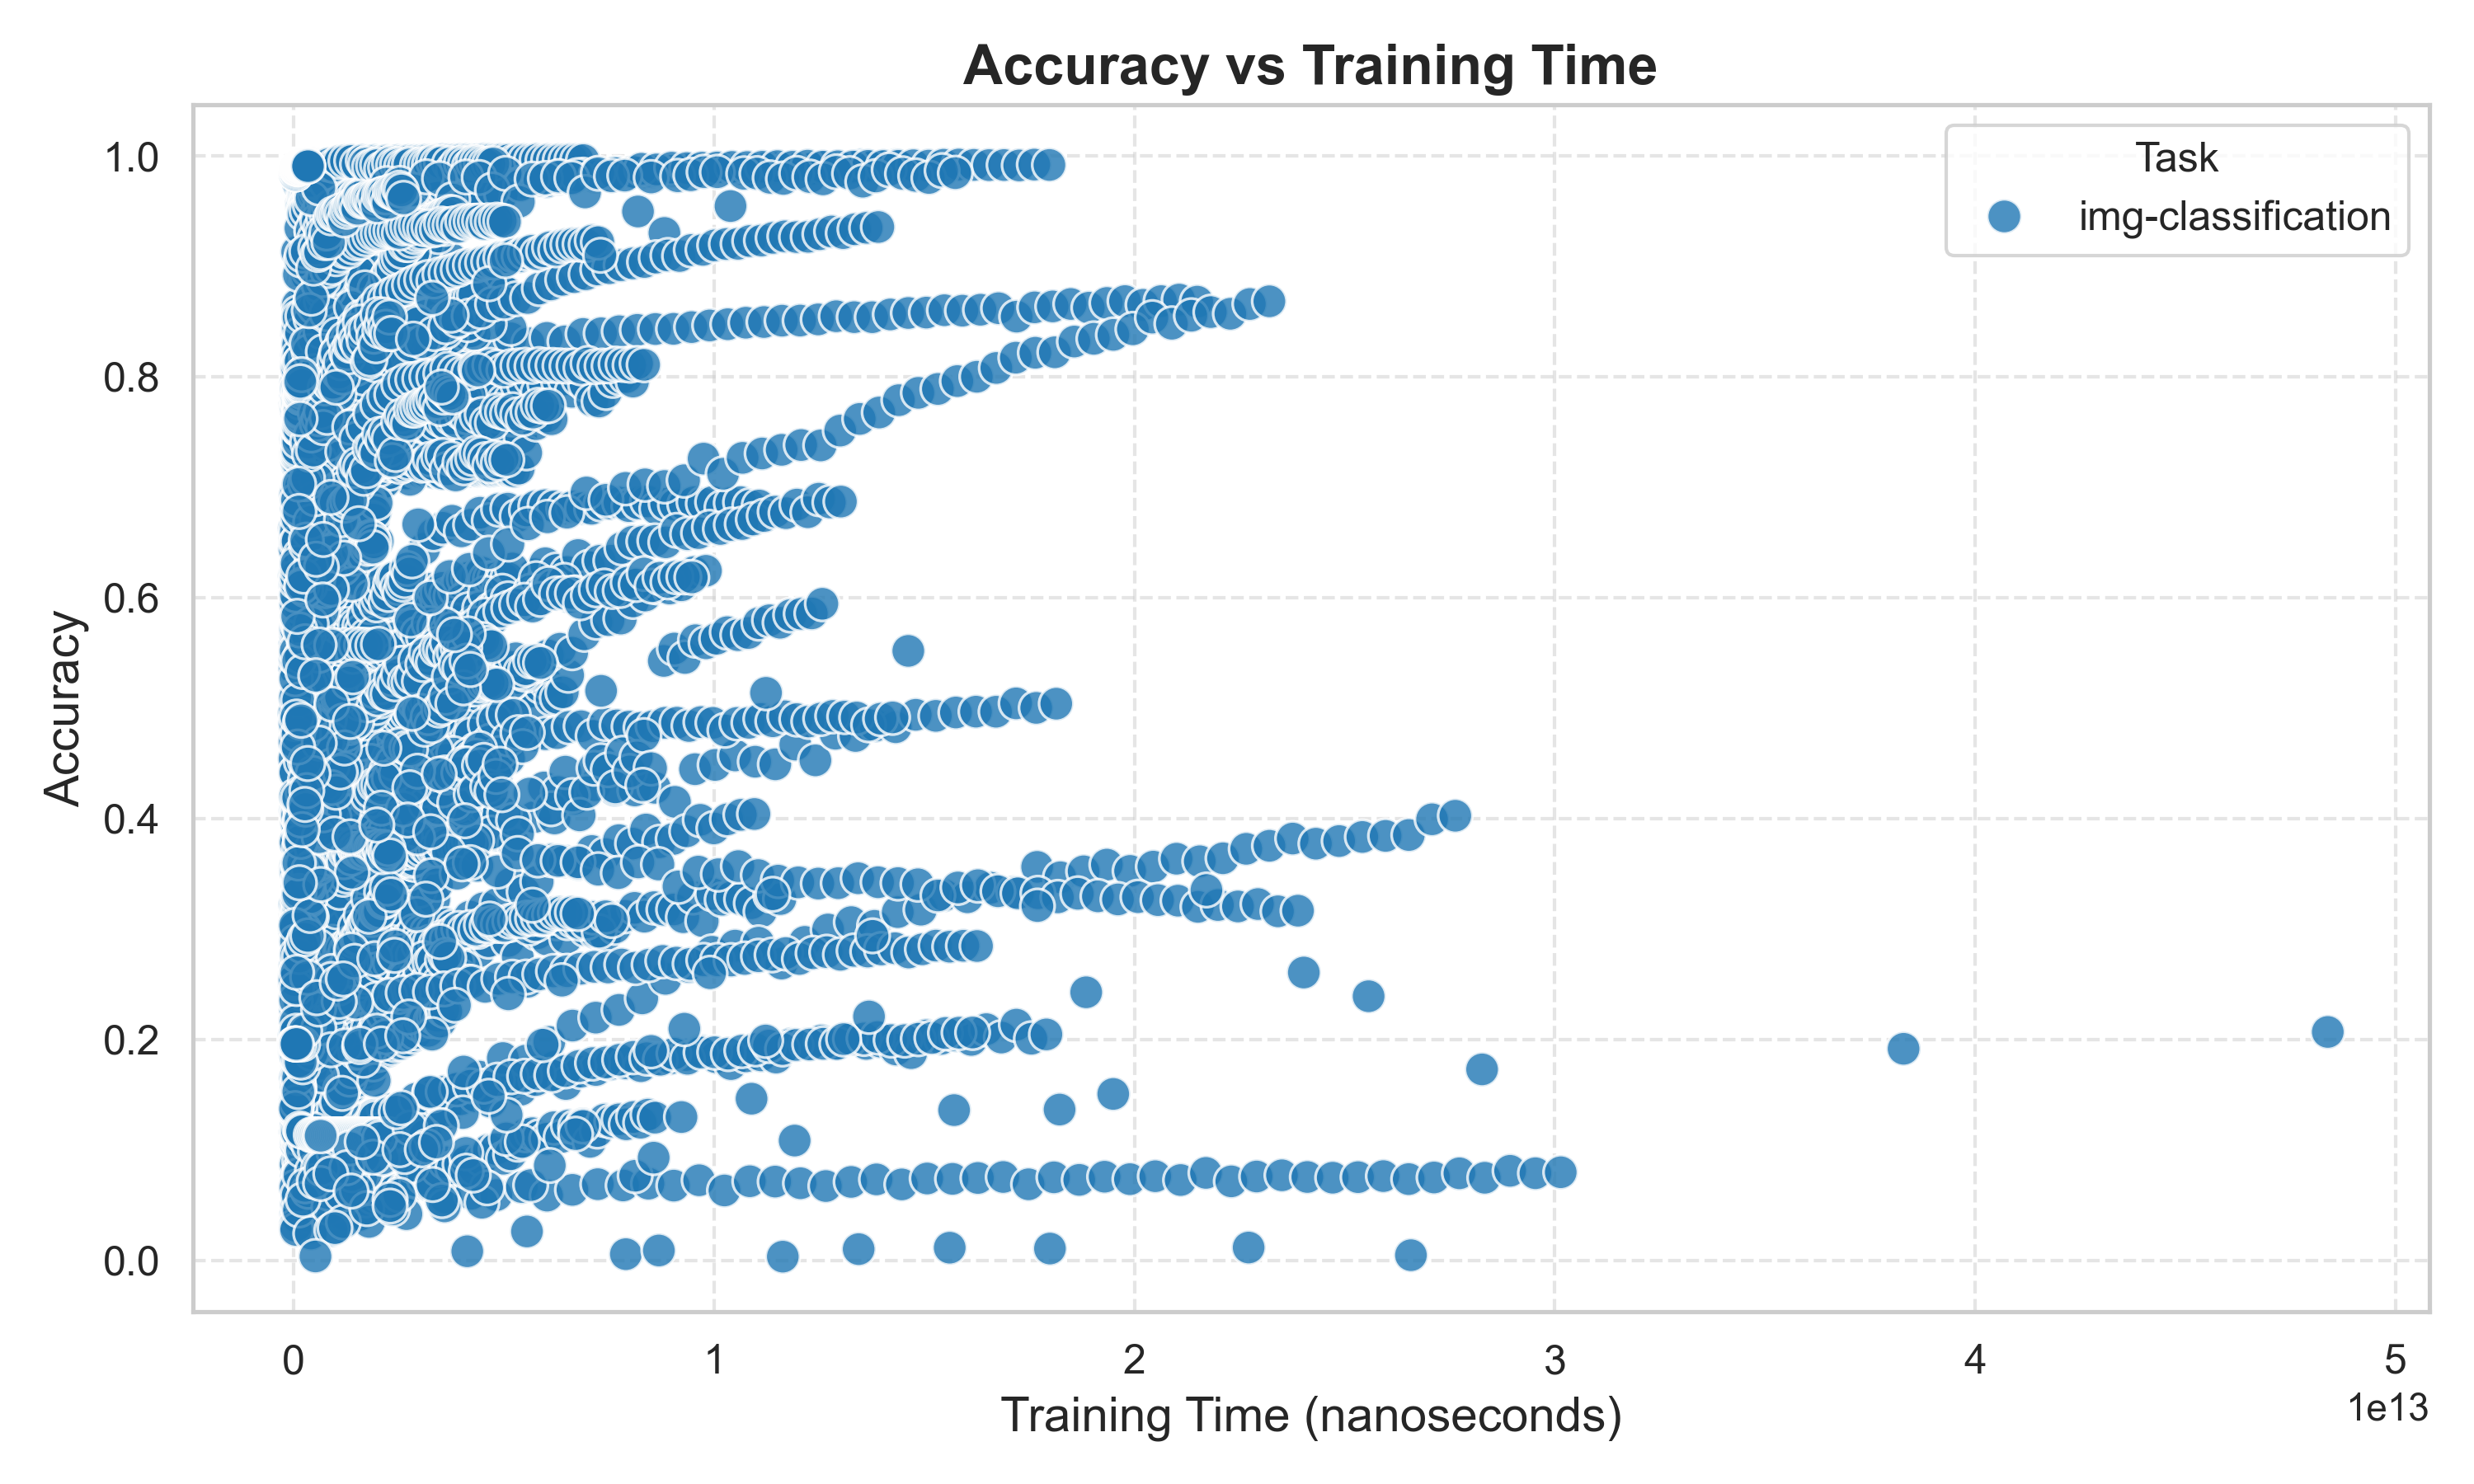 Accuracy vs Training Time
Task
img-classification
1.0
0.8
0.6
0.4
0.2
0.0
Accuracy
0 1 2 3 4 5
1e13
Training Time (nanoseconds)